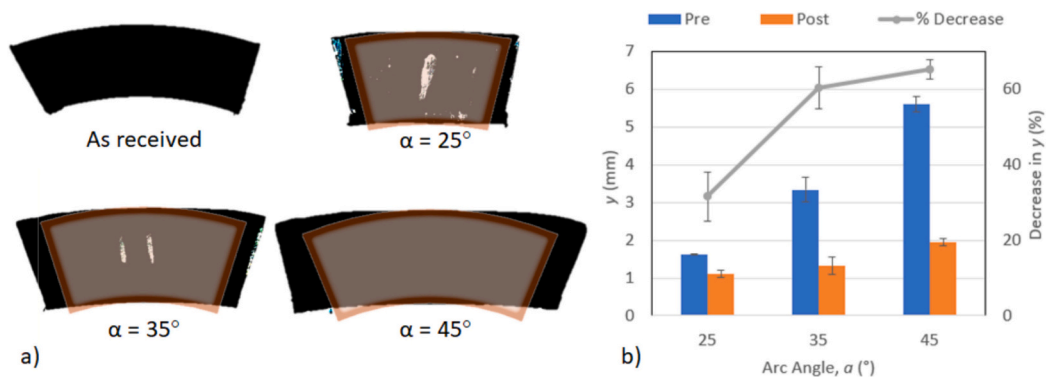 As received
α = 25°
α = 35°
α = 45°
a)
Pre
Post
% Decrease
7
6
5
4
3
2
1
0
y (mm)
60
40
20
0
Decrease in y (%)
25
35
45
Arc Angle, α (°)
b)